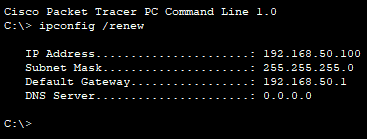 Cisco Packet Tracer PC Command Line 1.0
C:\> ipconfig /renew
IP Address......................: 192.168.50.100
Subnet Mask.....................: 255.255.255.0
Default Gateway.................: 192.168.50.1
DNS Server......................: 0.0.0.0
C:\>